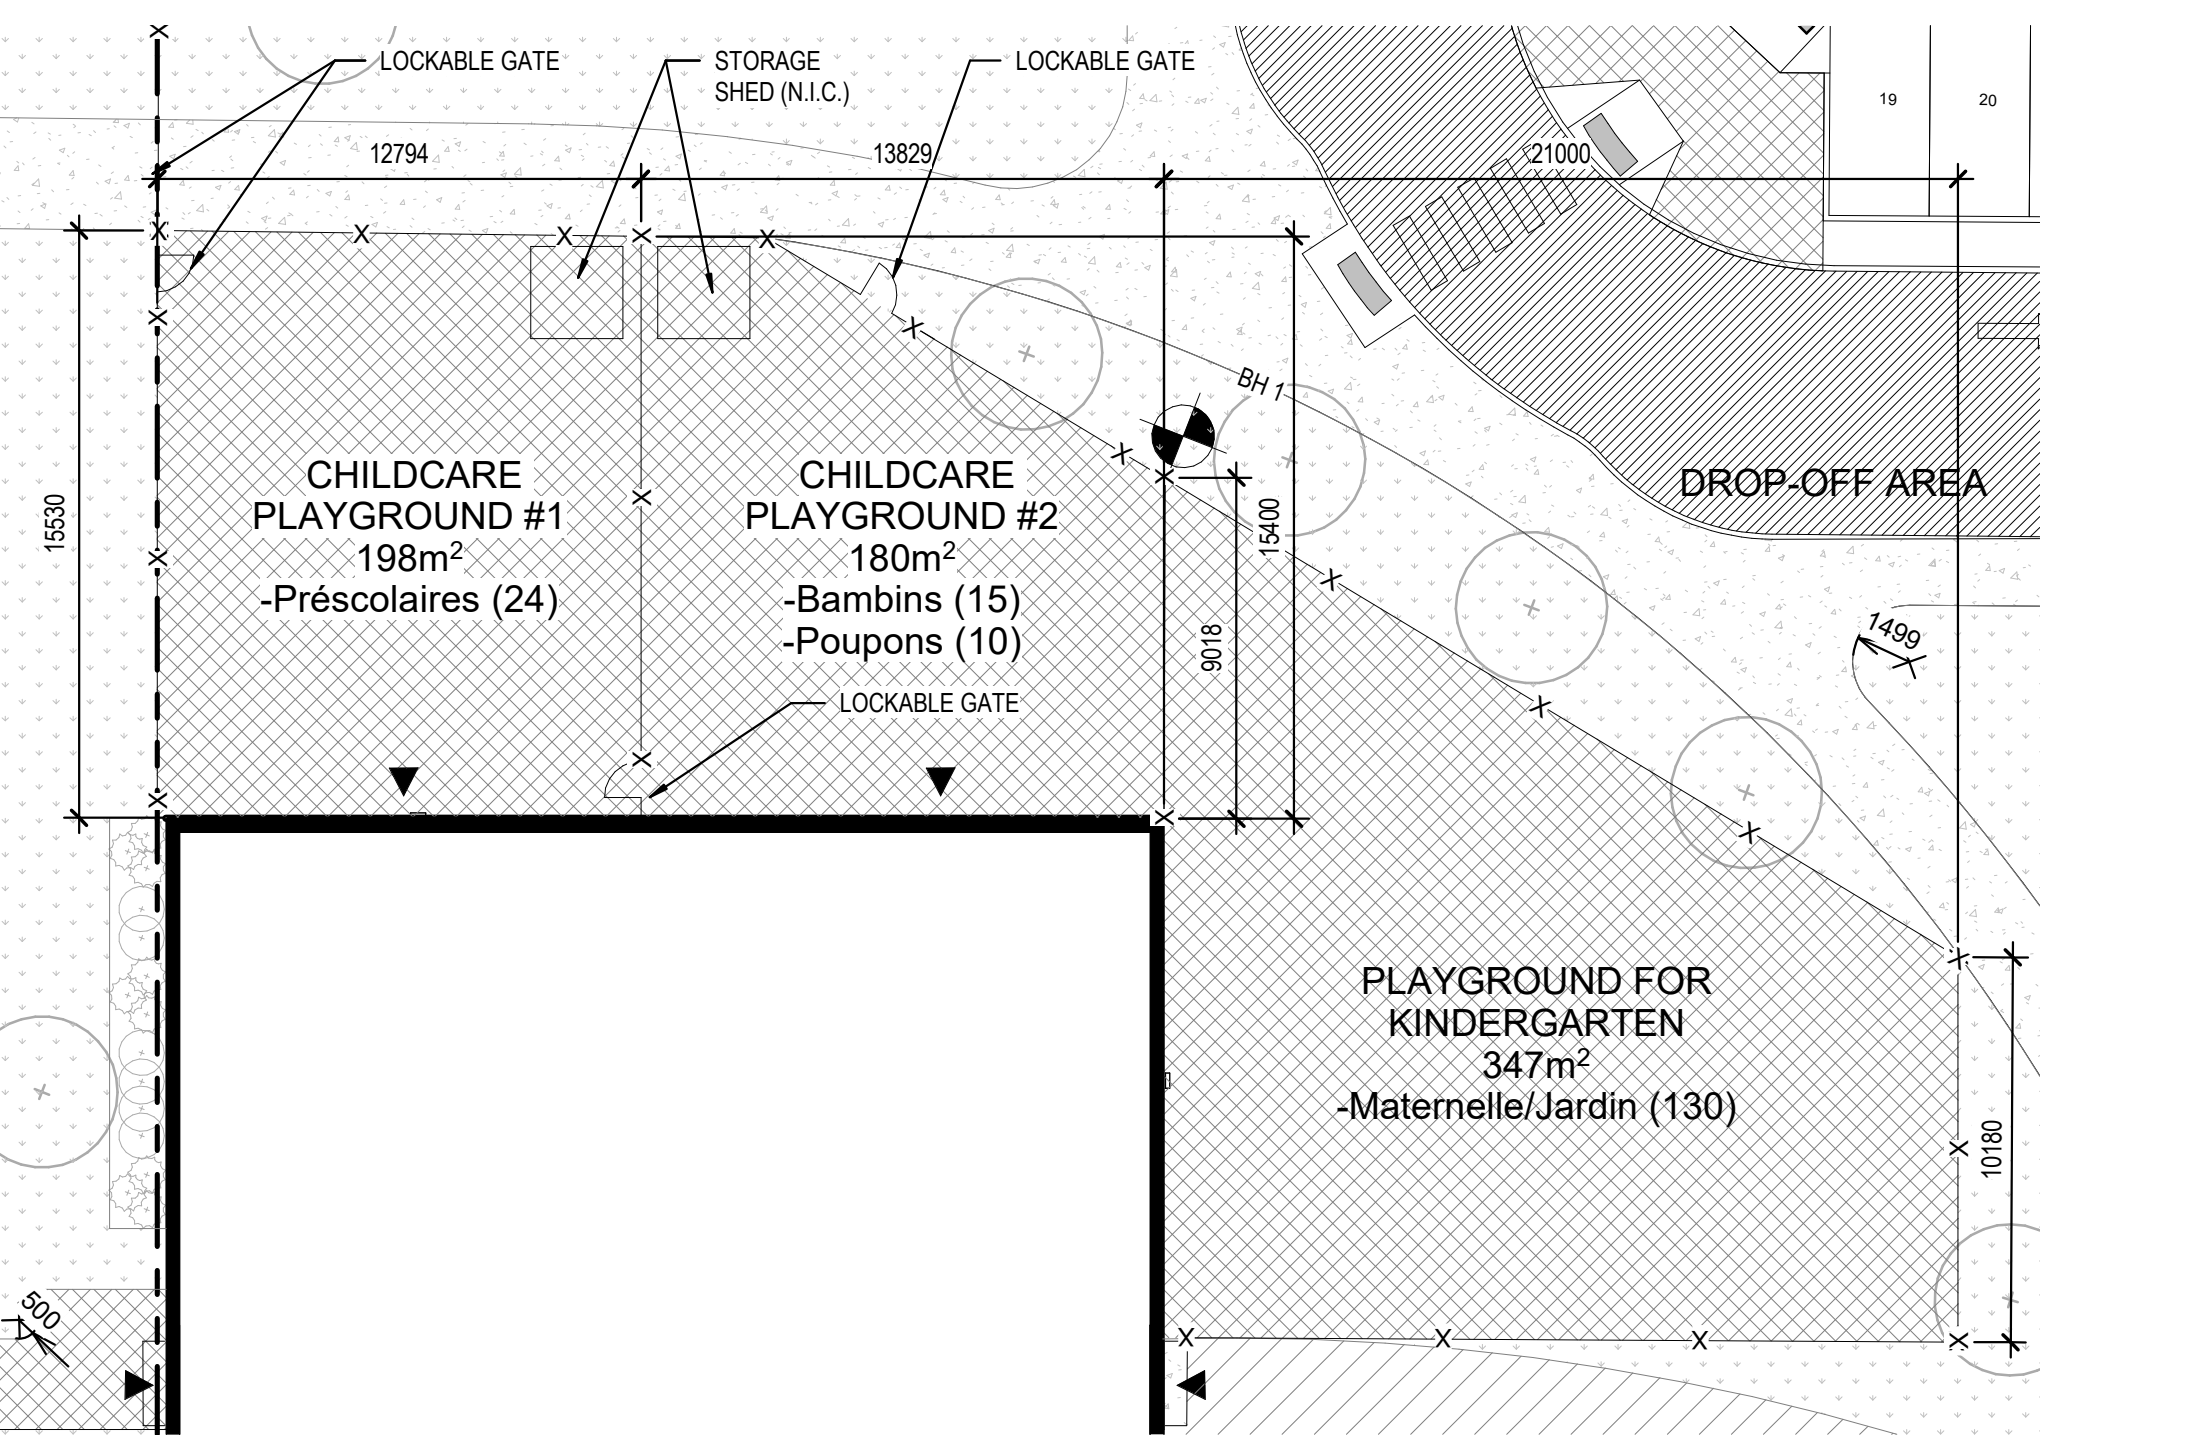 LOCKABLE GATE
STORAGE
SHED (N.I.C.)
LOCKABLE GATE
19
20
12794
13829
21000
BH 1
CHILDCARE
PLAYGROUND #1
198m²
-Préscolaires (24)
CHILDCARE
PLAYGROUND #2
180m²
-Bambins (15)
-Poupons (10)
DROP-OFF AREA
15530
15400
9018
1499
LOCKABLE GATE
PLAYGROUND FOR
KINDERGARTEN
347m²
-Maternelle/Jardin (130)
10180
500